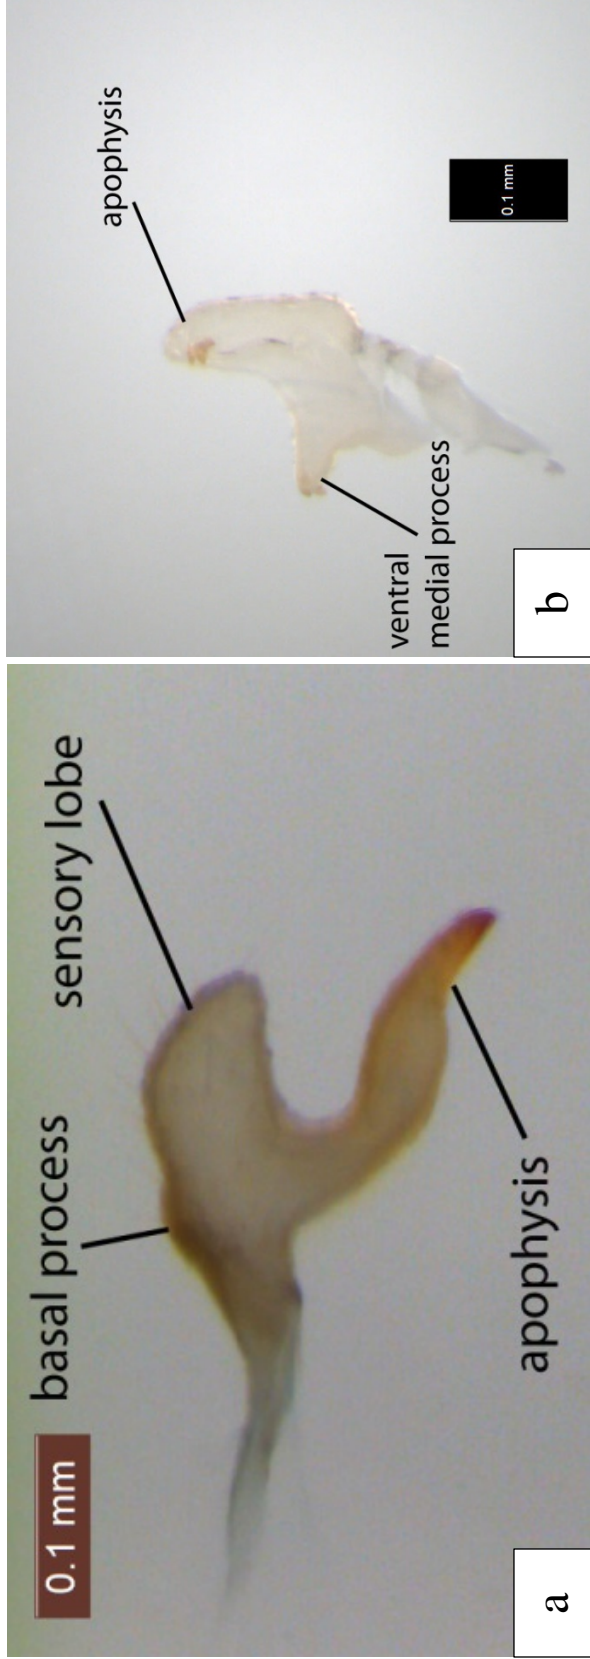 0.1 mm
basal process
sensory lobe
apophysis
a
ventral
medial process
apophysis
0.1 mm
b